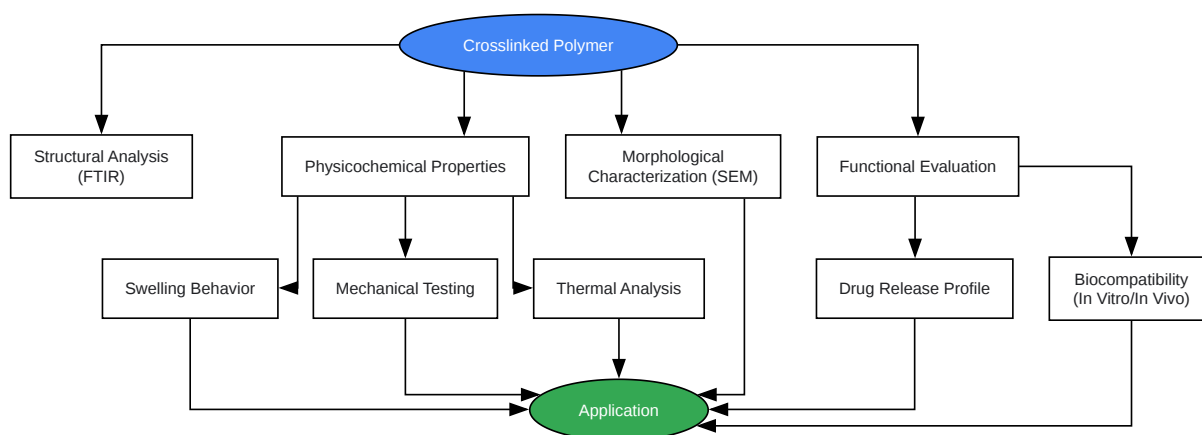 Crosslinked Polymer
Structural Analysis
(FTIR)
Physicochemical Properties
Morphological
Characterization (SEM)
Functional Evaluation
Swelling Behavior
Mechanical Testing
Thermal Analysis
Drug Release Profile
Biocompatibility
(In Vitro/In Vivo)
Application